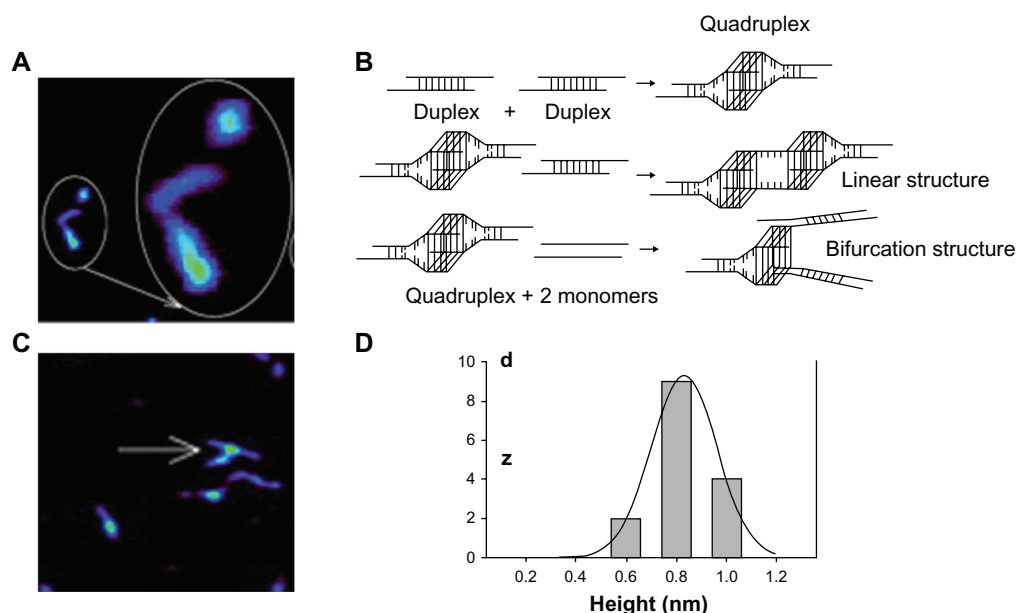 A
B
Quadruplex
Duplex + Duplex
Linear structure
Bifurcation structure
Quadruplex + 2 monomers
C
D
d
z
10
8
6
4
2
0
0.2 0.4 0.6 0.8 1.0 1.2
Height (nm)